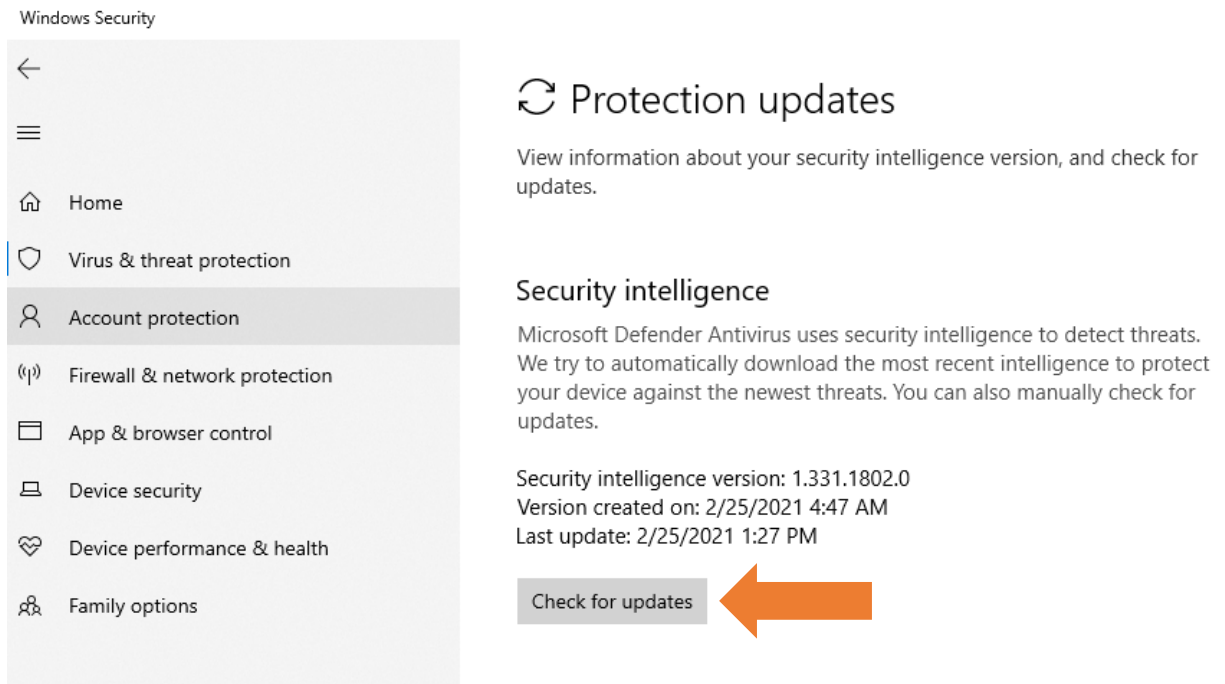 Windows Security
Home
Virus & threat protection
Account protection
Firewall & network protection
App & browser control
Device security
Device performance & health
Family options
Protection updates
View information about your security intelligence version, and check for
updates.
Security intelligence
Microsoft Defender Antivirus uses security intelligence to detect threats.
We try to automatically download the most recent intelligence to protect
your device against the newest threats. You can also manually check for
updates.
Security intelligence version: 1.331.1802.0
Version created on: 2/25/2021 4:47 AM
Last update: 2/25/2021 1:27 PM
Check for updates